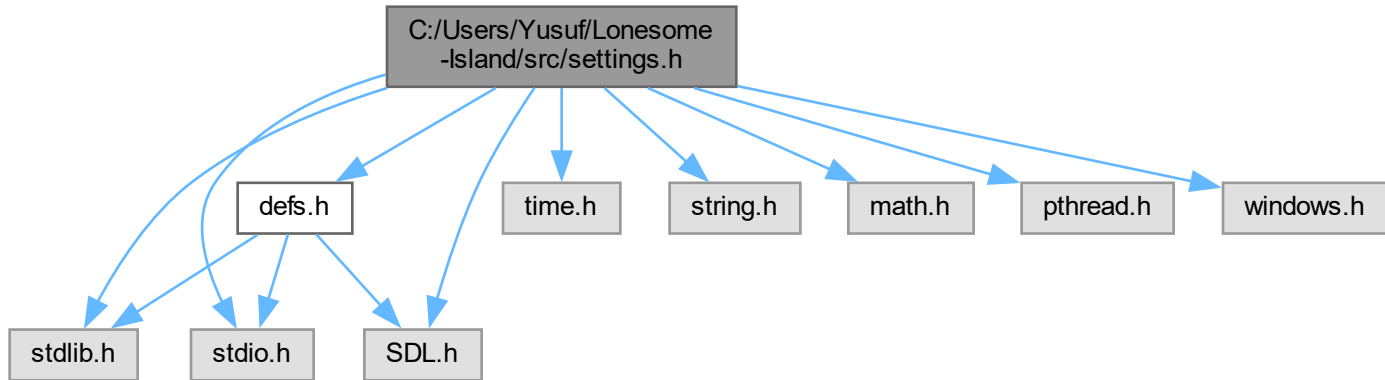 C:/Users/Yusuf/Lonesome
-Island/src/settings.h
defs.h
time.h
string.h
math.h
pthread.h
windows.h
stdlib.h
stdio.h
SDL.h